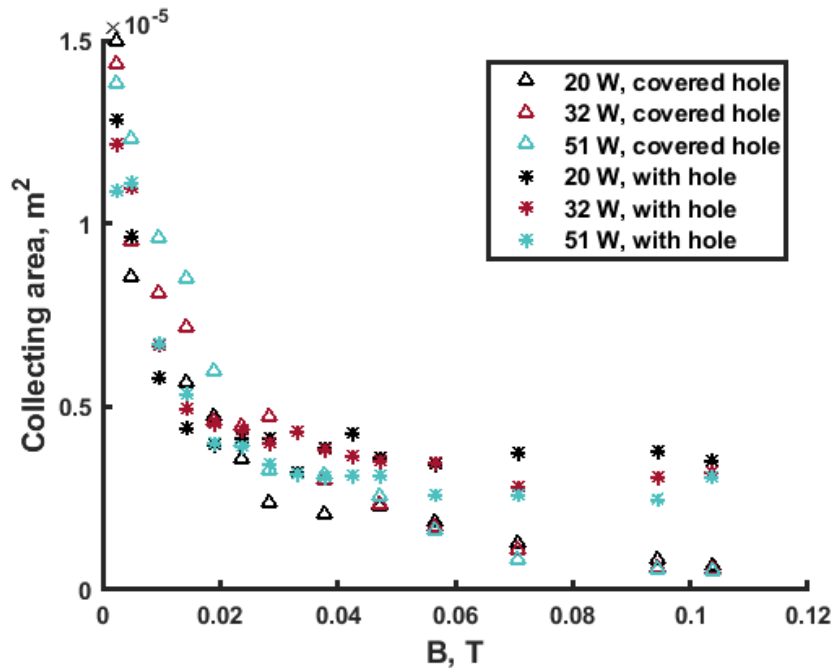 ×10⁻⁵
1.5
1
0.5
0
Collecting area, m²
0 0.02 0.04 0.06 0.08 0.1 0.12
B, T
20 W, covered hole
32 W, covered hole
51 W, covered hole
20 W, with hole
32 W, with hole
51 W, with hole